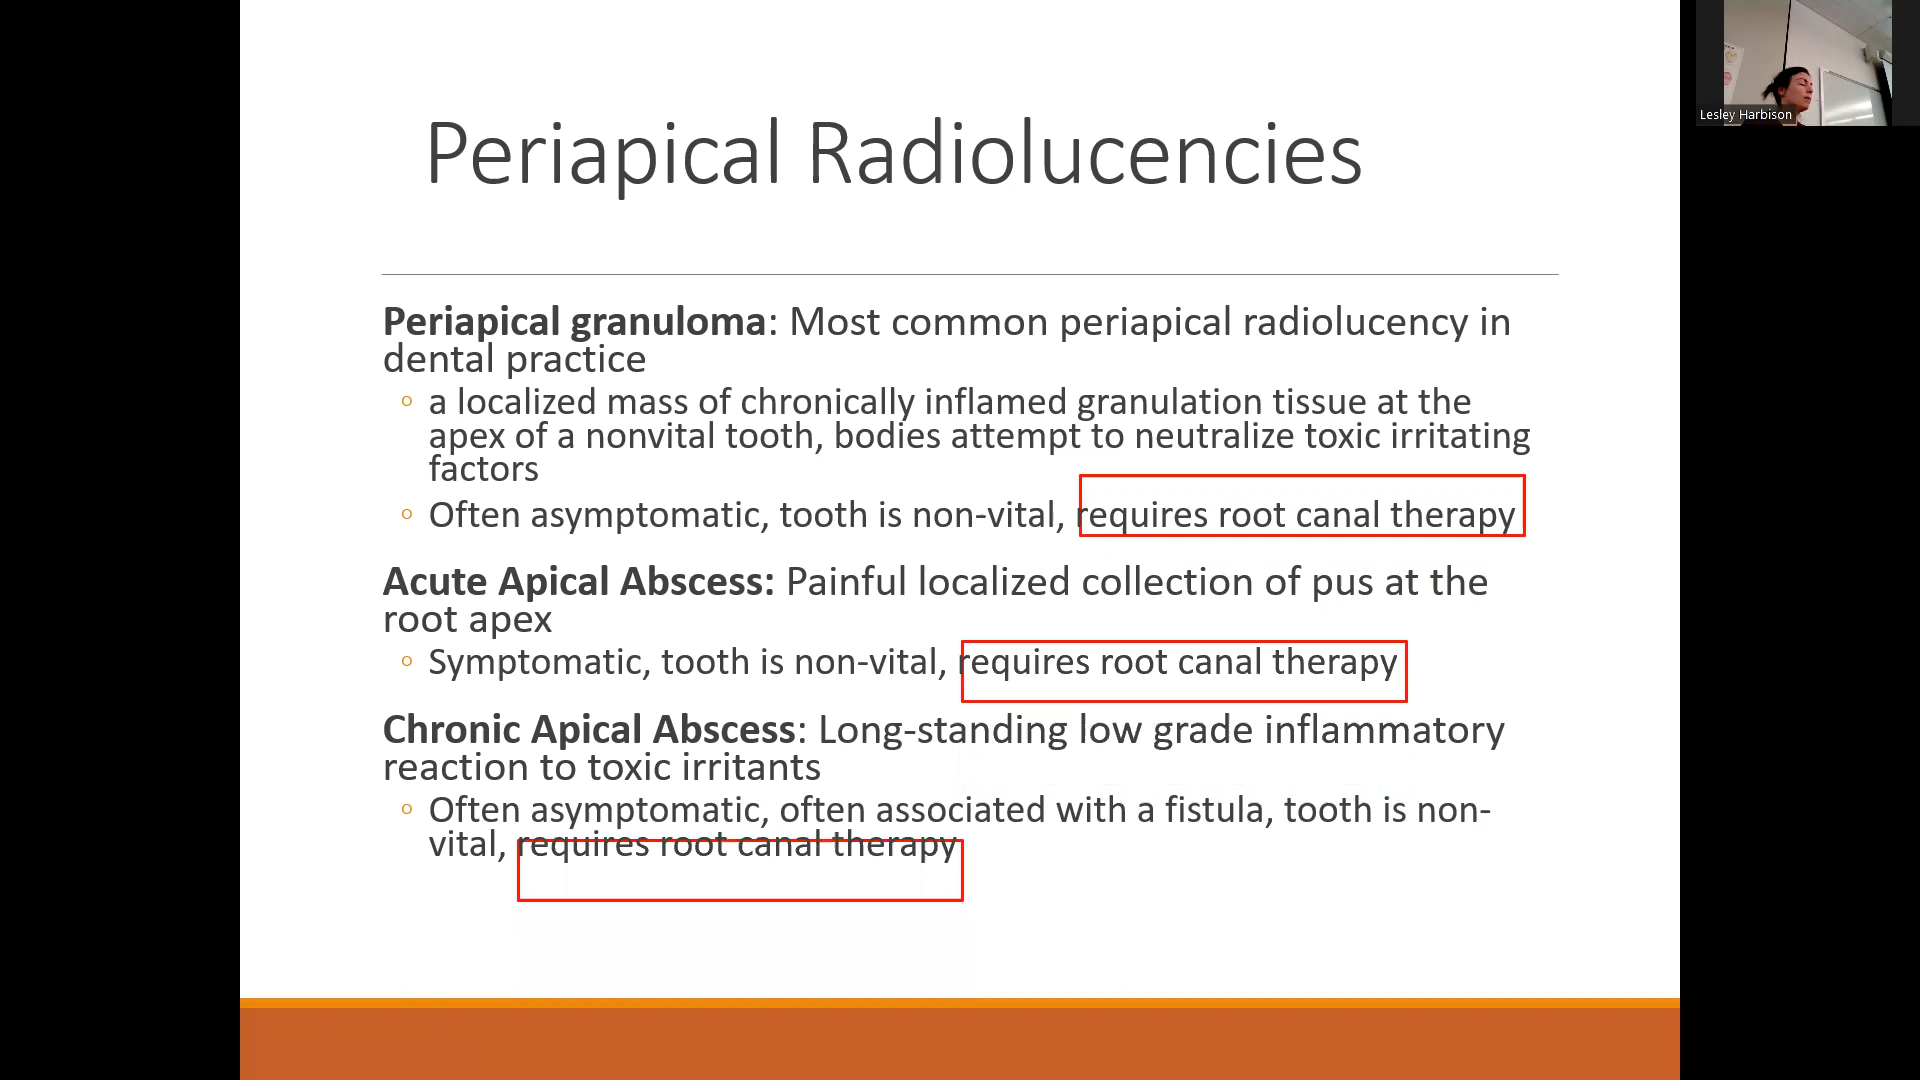 Periapical Radiolucencies
Lesley Harbison
Periapical granuloma: Most common periapical radiolucency in
dental practice
◦ a localized mass of chronically inflamed granulation tissue at the
apex of a nonvital tooth, bodies attempt to neutralize toxic irritating
factors
◦ Often asymptomatic, tooth is non-vital, requires root canal therapy
Acute Apical Abscess: Painful localized collection of pus at the
root apex
◦ Symptomatic, tooth is non-vital, requires root canal therapy
Chronic Apical Abscess: Long-standing low grade inflammatory
reaction to toxic irritants
◦ Often asymptomatic, often associated with a fistula, tooth is non-
vital, requires root canal therapy